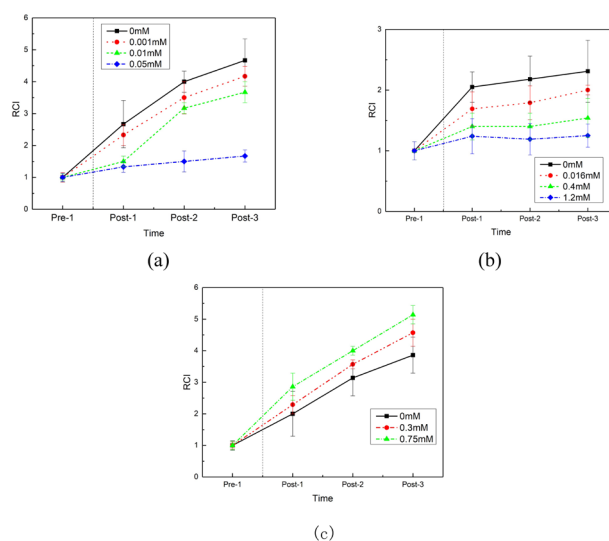 6
5
4
3
2
1
0
RCI
0mM
0.001mM
0.01mM
0.05mM
Pre-1 Post-1 Post-2 Post-3
Time
(a)
3
2
1
0
RCI
0mM
0.016mM
0.4mM
1.2mM
Pre-1 Post-1 Post-2 Post-3
Time
(b)
6
5
4
3
2
1
0
RCI
0mM
0.3mM
0.75mM
Pre-1 Post-1 Post-2 Post-3
Time
(c)